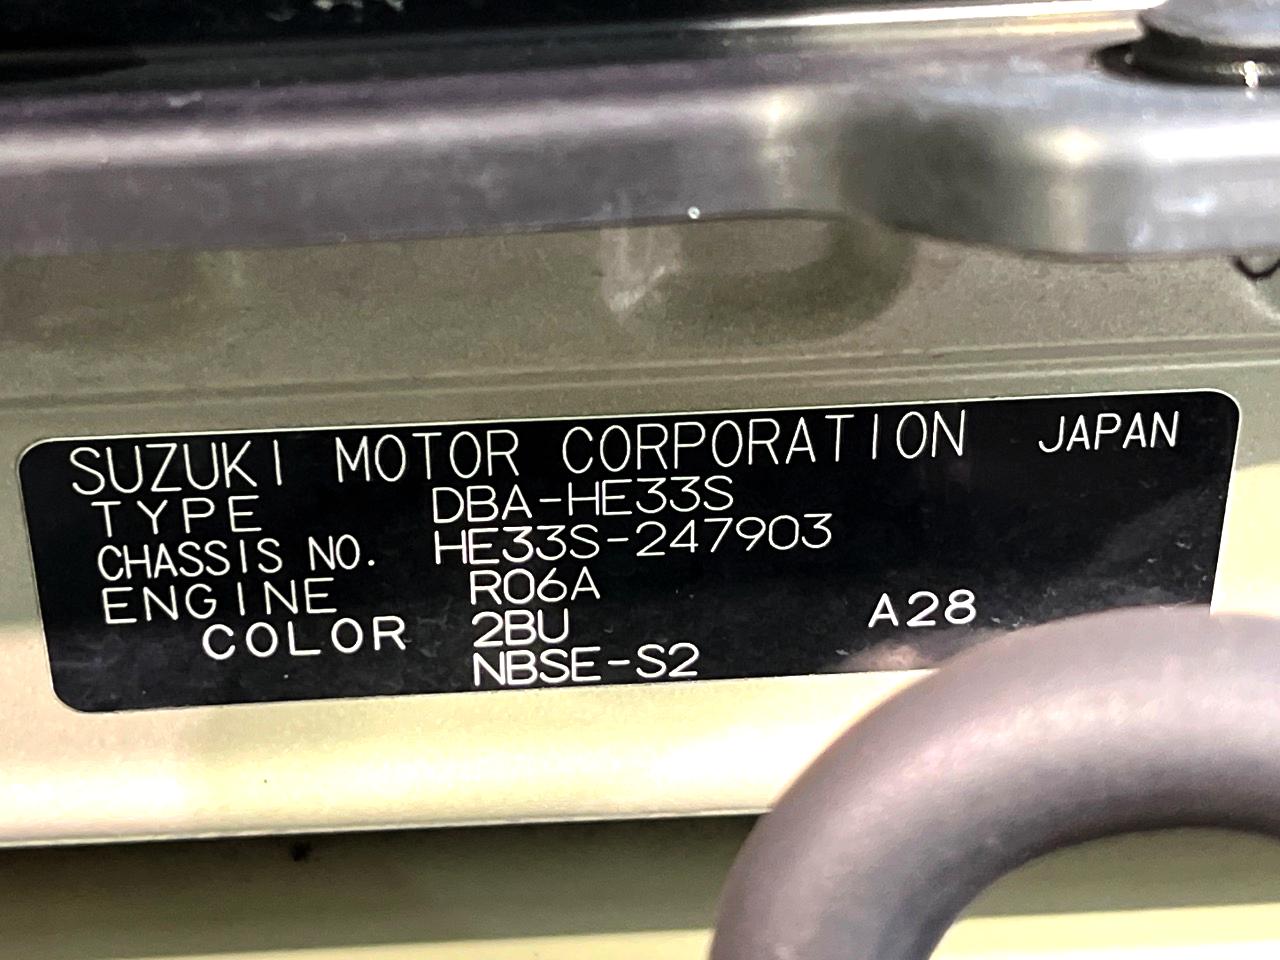 SUZUKI MOTOR CORPORATION JAPAN
TYPE DBA-HE33S
CHASSIS NO. HE33S-247903
ENGINE R06A
COLOR 2BU A28
NBSE-S2